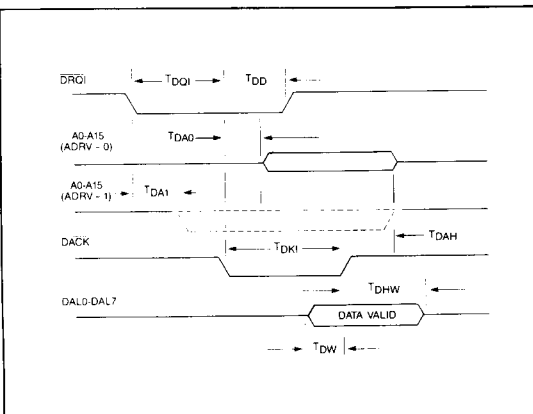 DRQI
TDQI
TDD
A0-A15
(ADRV - 0)
TDA0
A0-A15
(ADRV - 1)
TDA1
TDAH
DACK
TDKI
TDHW
DAL0-DAL7
DATA VALID
TDW